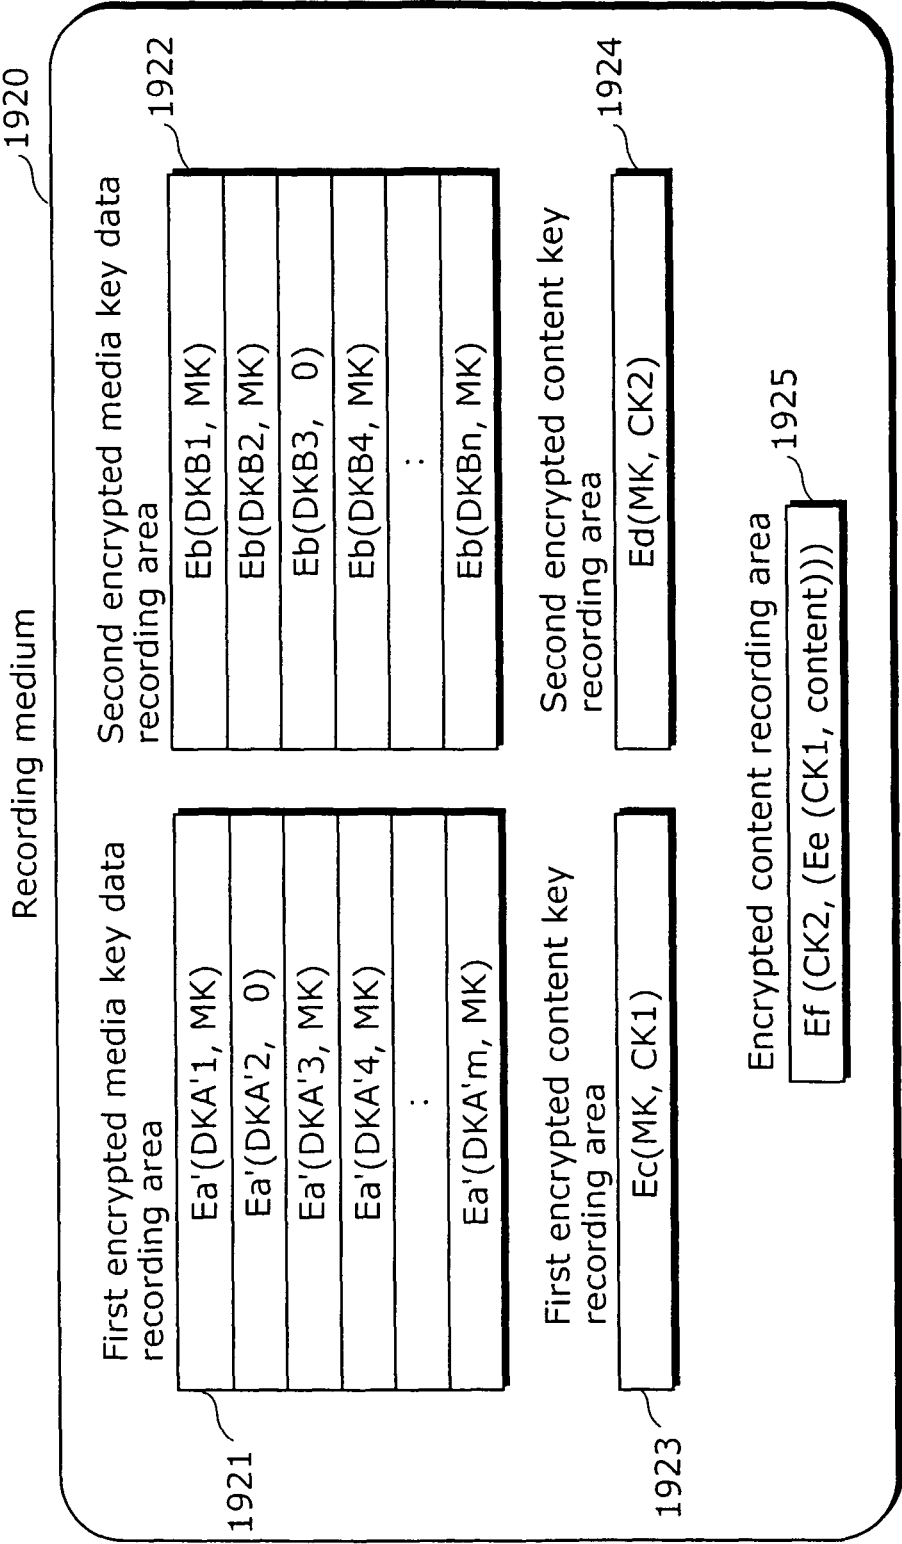 Recording medium
1920
First encrypted media key data
recording area
1921
Ea'(DKA'1, MK)
Ea'(DKA'2, 0)
Ea'(DKA'3, MK)
Ea'(DKA'4, MK)
:
Ea'(DKA'm, MK)
Second encrypted media key data
recording area
1922
Eb(DKB1, MK)
Eb(DKB2, MK)
Eb(DKB3, 0)
Eb(DKB4, MK)
:
Eb(DKBn, MK)
First encrypted content key
recording area
1923
Ec(MK, CK1)
Second encrypted content key
recording area
1924
Ed(MK, CK2)
Encrypted content recording area
1925
Ef (CK2, (Ee (CK1, content)))